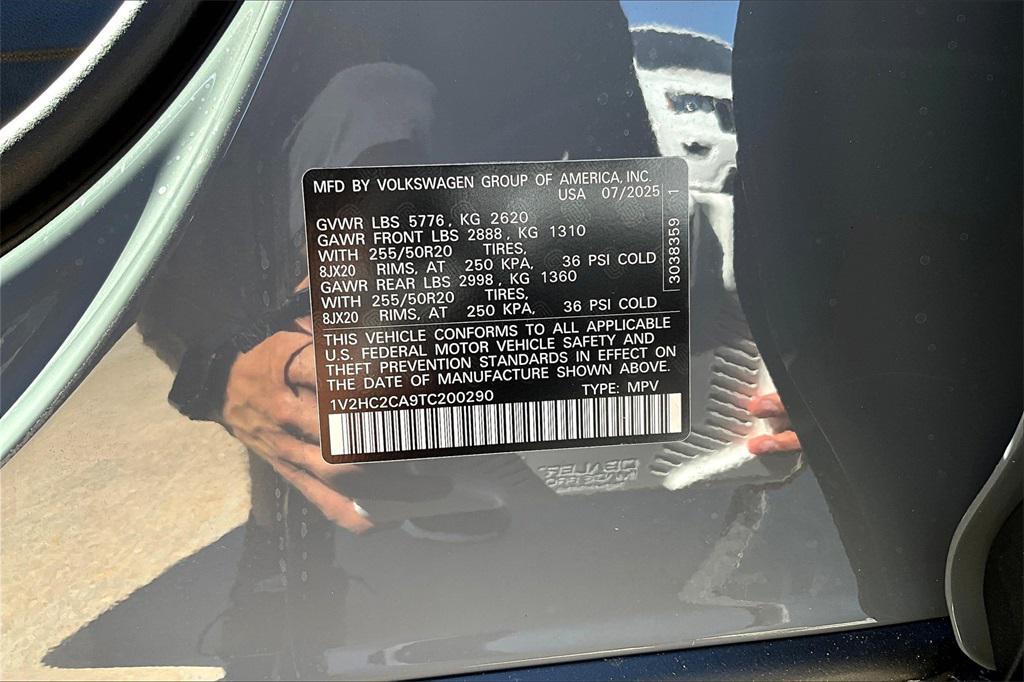 MFD BY VOLKSWAGEN GROUP OF AMERICA, INC.
USA 07/2025
GVWR LBS 5776, KG 2620
GAWR FRONT LBS 2888, KG 1310
WITH 255/50R20 TIRES,
8JX20 RIMS, AT 250 KPA, 36 PSI COLD
GAWR REAR LBS 2998, KG 1360
WITH 255/50R20 TIRES,
8JX20 RIMS, AT 250 KPA, 36 PSI COLD
THIS VEHICLE CONFORMS TO ALL APPLICABLE
U.S. FEDERAL MOTOR VEHICLE SAFETY AND
THEFT PREVENTION STANDARDS IN EFFECT ON
THE DATE OF MANUFACTURE SHOWN ABOVE.
1V2HC2CA9TC200290 TYPE: MPV
3038359 1